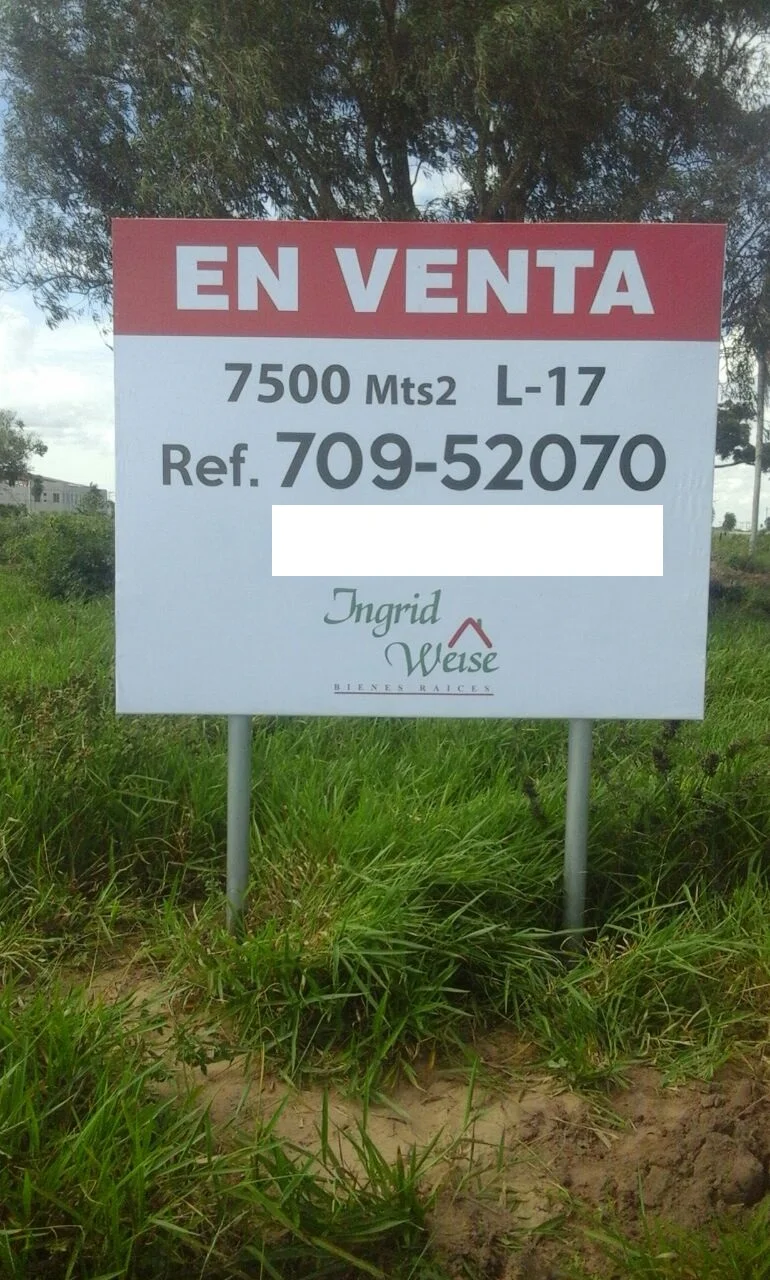 EN VENTA
7500 Mts2 L-17
Ref. 709-52070
Ingrid
Weise
BIENES RAICES